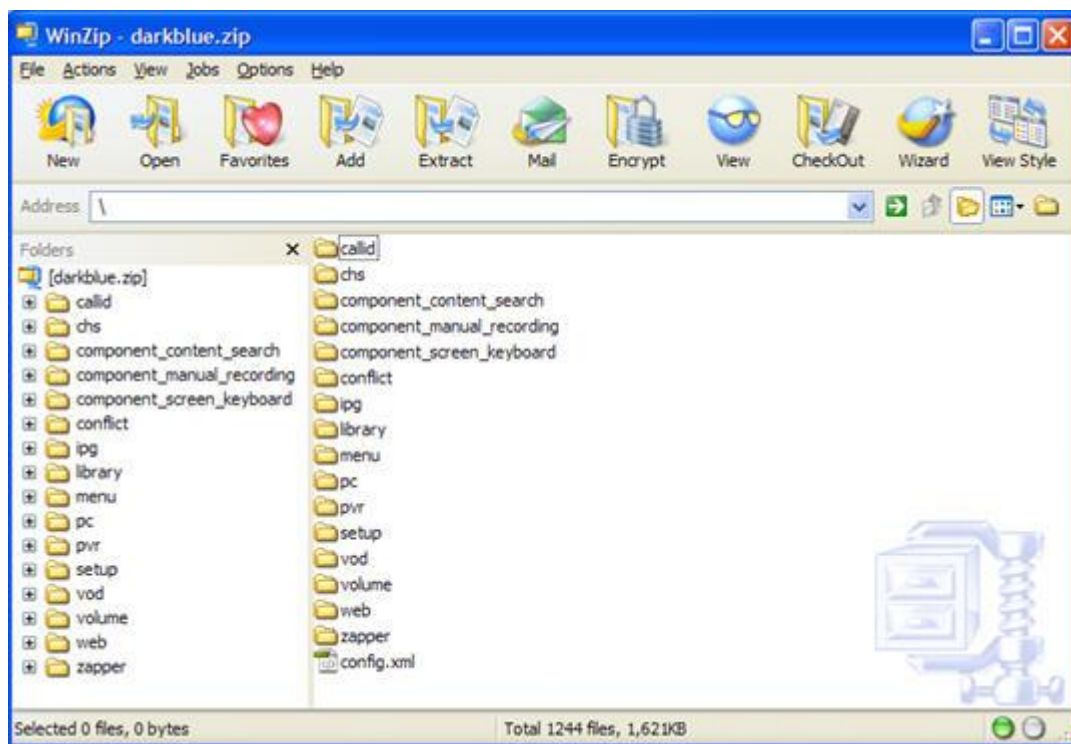 WinZip - darkblue.zip
File Actions View Jobs Options Help
New Open Favorites Add Extract Mail Encrypt View CheckOut Wizard View Style
Address \
Folders
[darkblue.zip]
callid
chs
component_content_search
component_manual_recording
component_screen_keyboard
conflict
ipg
library
menu
pc
pvr
setup
vod
volume
web
zapper
callid
chs
component_content_search
component_manual_recording
component_screen_keyboard
conflict
ipg
library
menu
pc
pvr
setup
vod
volume
web
zapper
config.xml
Selected 0 files, 0 bytes
Total 1244 files, 1,621KB